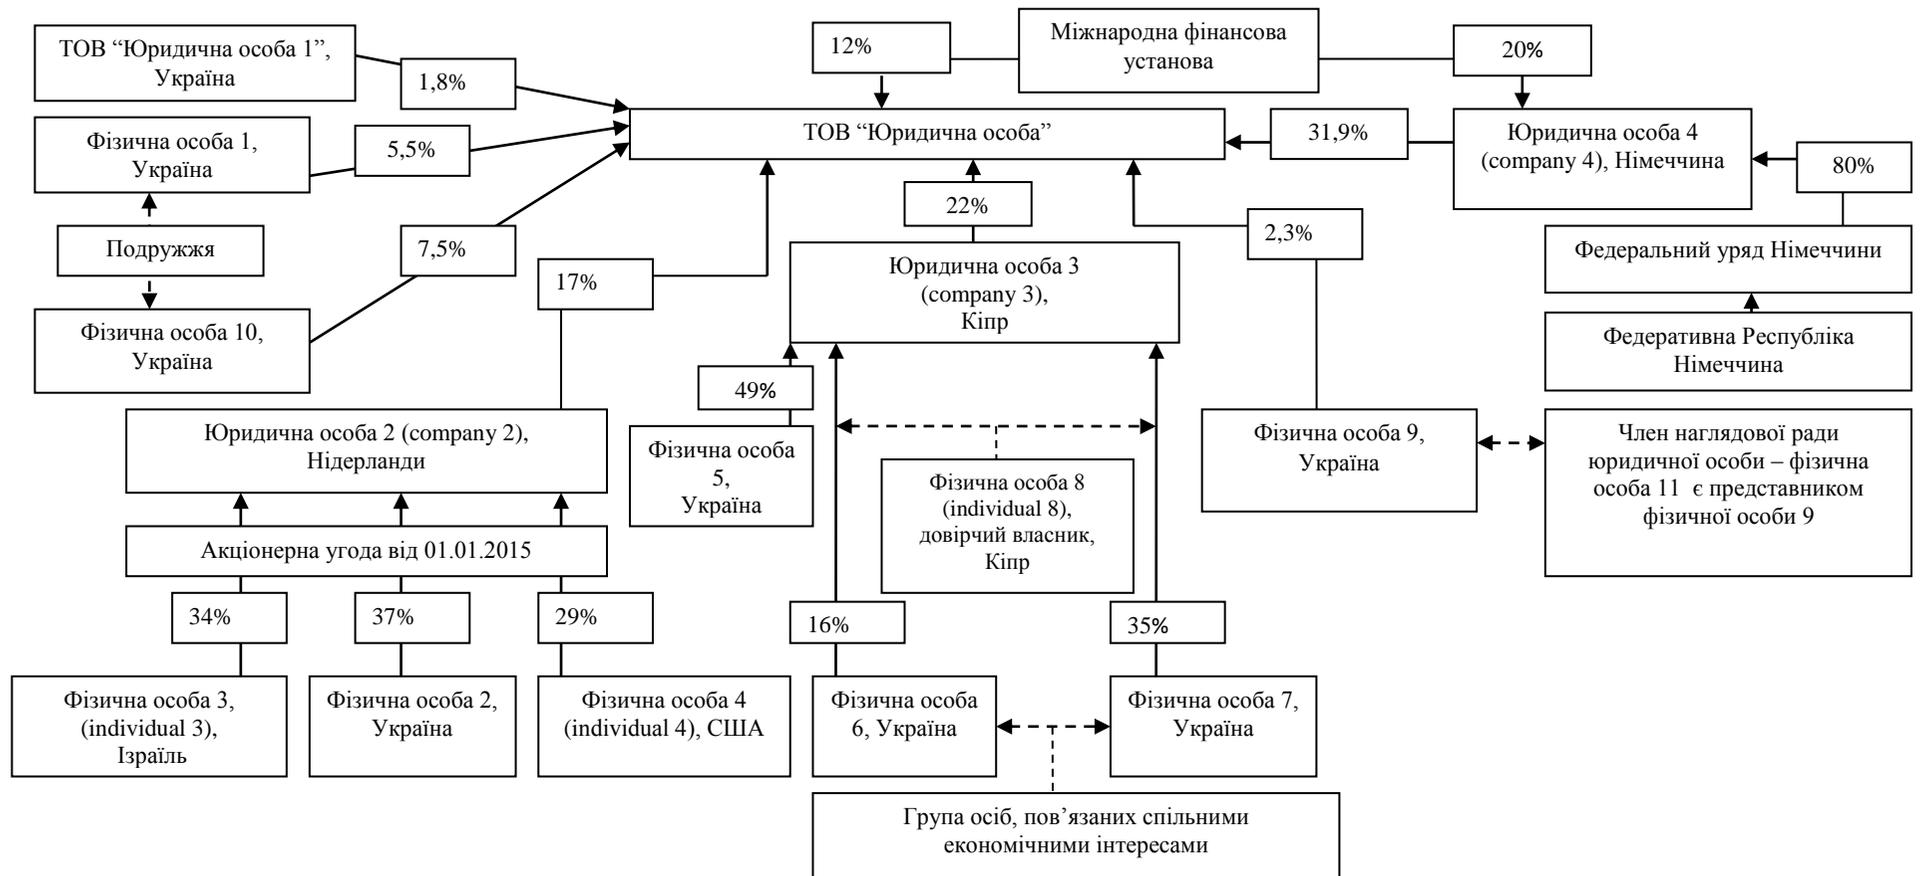 ТОВ “Юридична особа 1”,
Україна
1,8%
12%
Міжнародна фінансова
установа
20%
Фізична особа 1,
Україна
5,5%
ТОВ “Юридична особа”
31,9%
Юридична особа 4
(company 4), Німеччина
80%
Подружжя
7,5%
22%
2,3%
Федеральний уряд Німеччини
17%
Юридична особа 3
(company 3),
Кіпр
Фізична особа 10,
Україна
Федеративна Республіка
Німеччина
49%
Юридична особа 2 (company 2),
Нідерланди
Фізична особа
5,
Україна
Фізична особа 8
(individual 8),
довірчий власник,
Кіпр
Фізична особа 9,
Україна
Член наглядової ради
юридичної особи – фізична
особа 11 є представником
фізичної особи 9
Акціонерна угода від 01.01.2015
34%
37%
29%
16%
35%
Фізична особа 3,
(individual 3),
Ізраїль
Фізична особа 2,
Україна
Фізична особа 4
(individual 4), США
Фізична особа
6, Україна
Фізична особа 7,
Україна
Група осіб, пов’язаних спільними
економічними інтересами